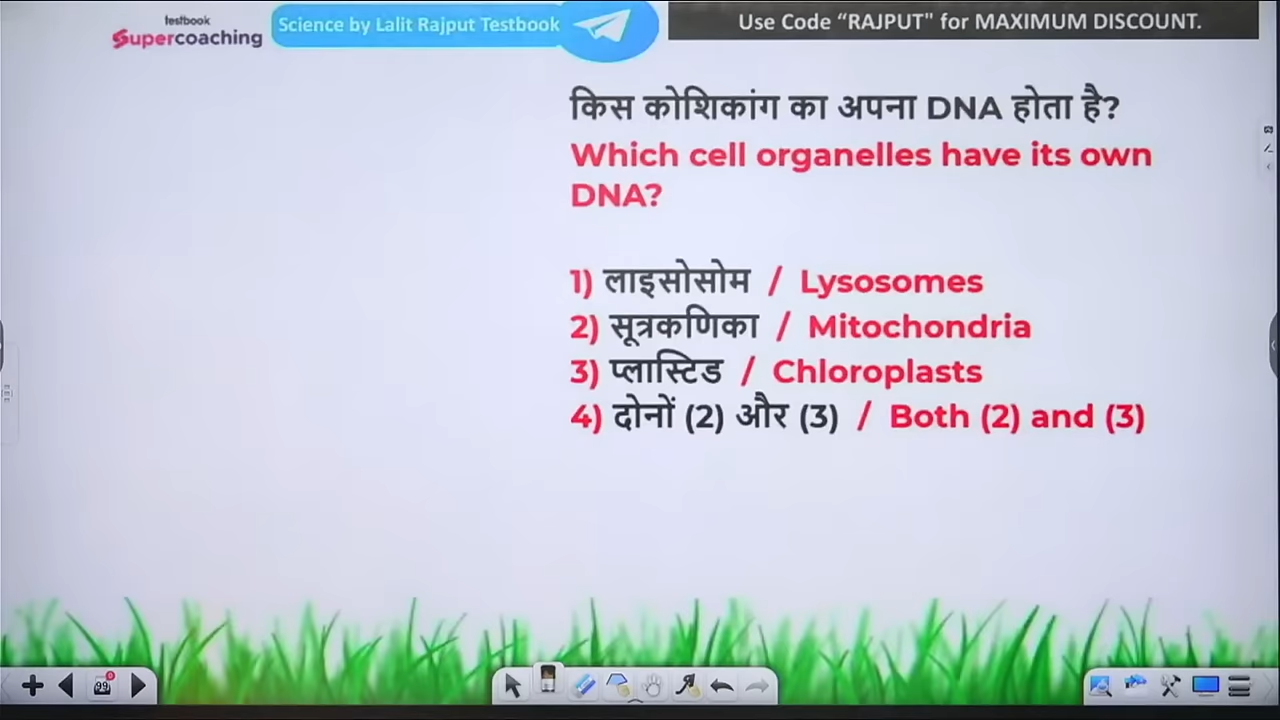 testbook
Supercoaching
Science by Lalit Rajput Testbook
Use Code “RAJPUT" for MAXIMUM DISCOUNT.
किस कोशिकांग का अपना DNA होता है?
Which cell organelles have its own
DNA?
1) लाइसोसोम / Lysosomes
2) सूत्रकणिका / Mitochondria
3) प्लास्टिड / Chloroplasts
4) दोनों (2) और (3) / Both (2) and (3)
99